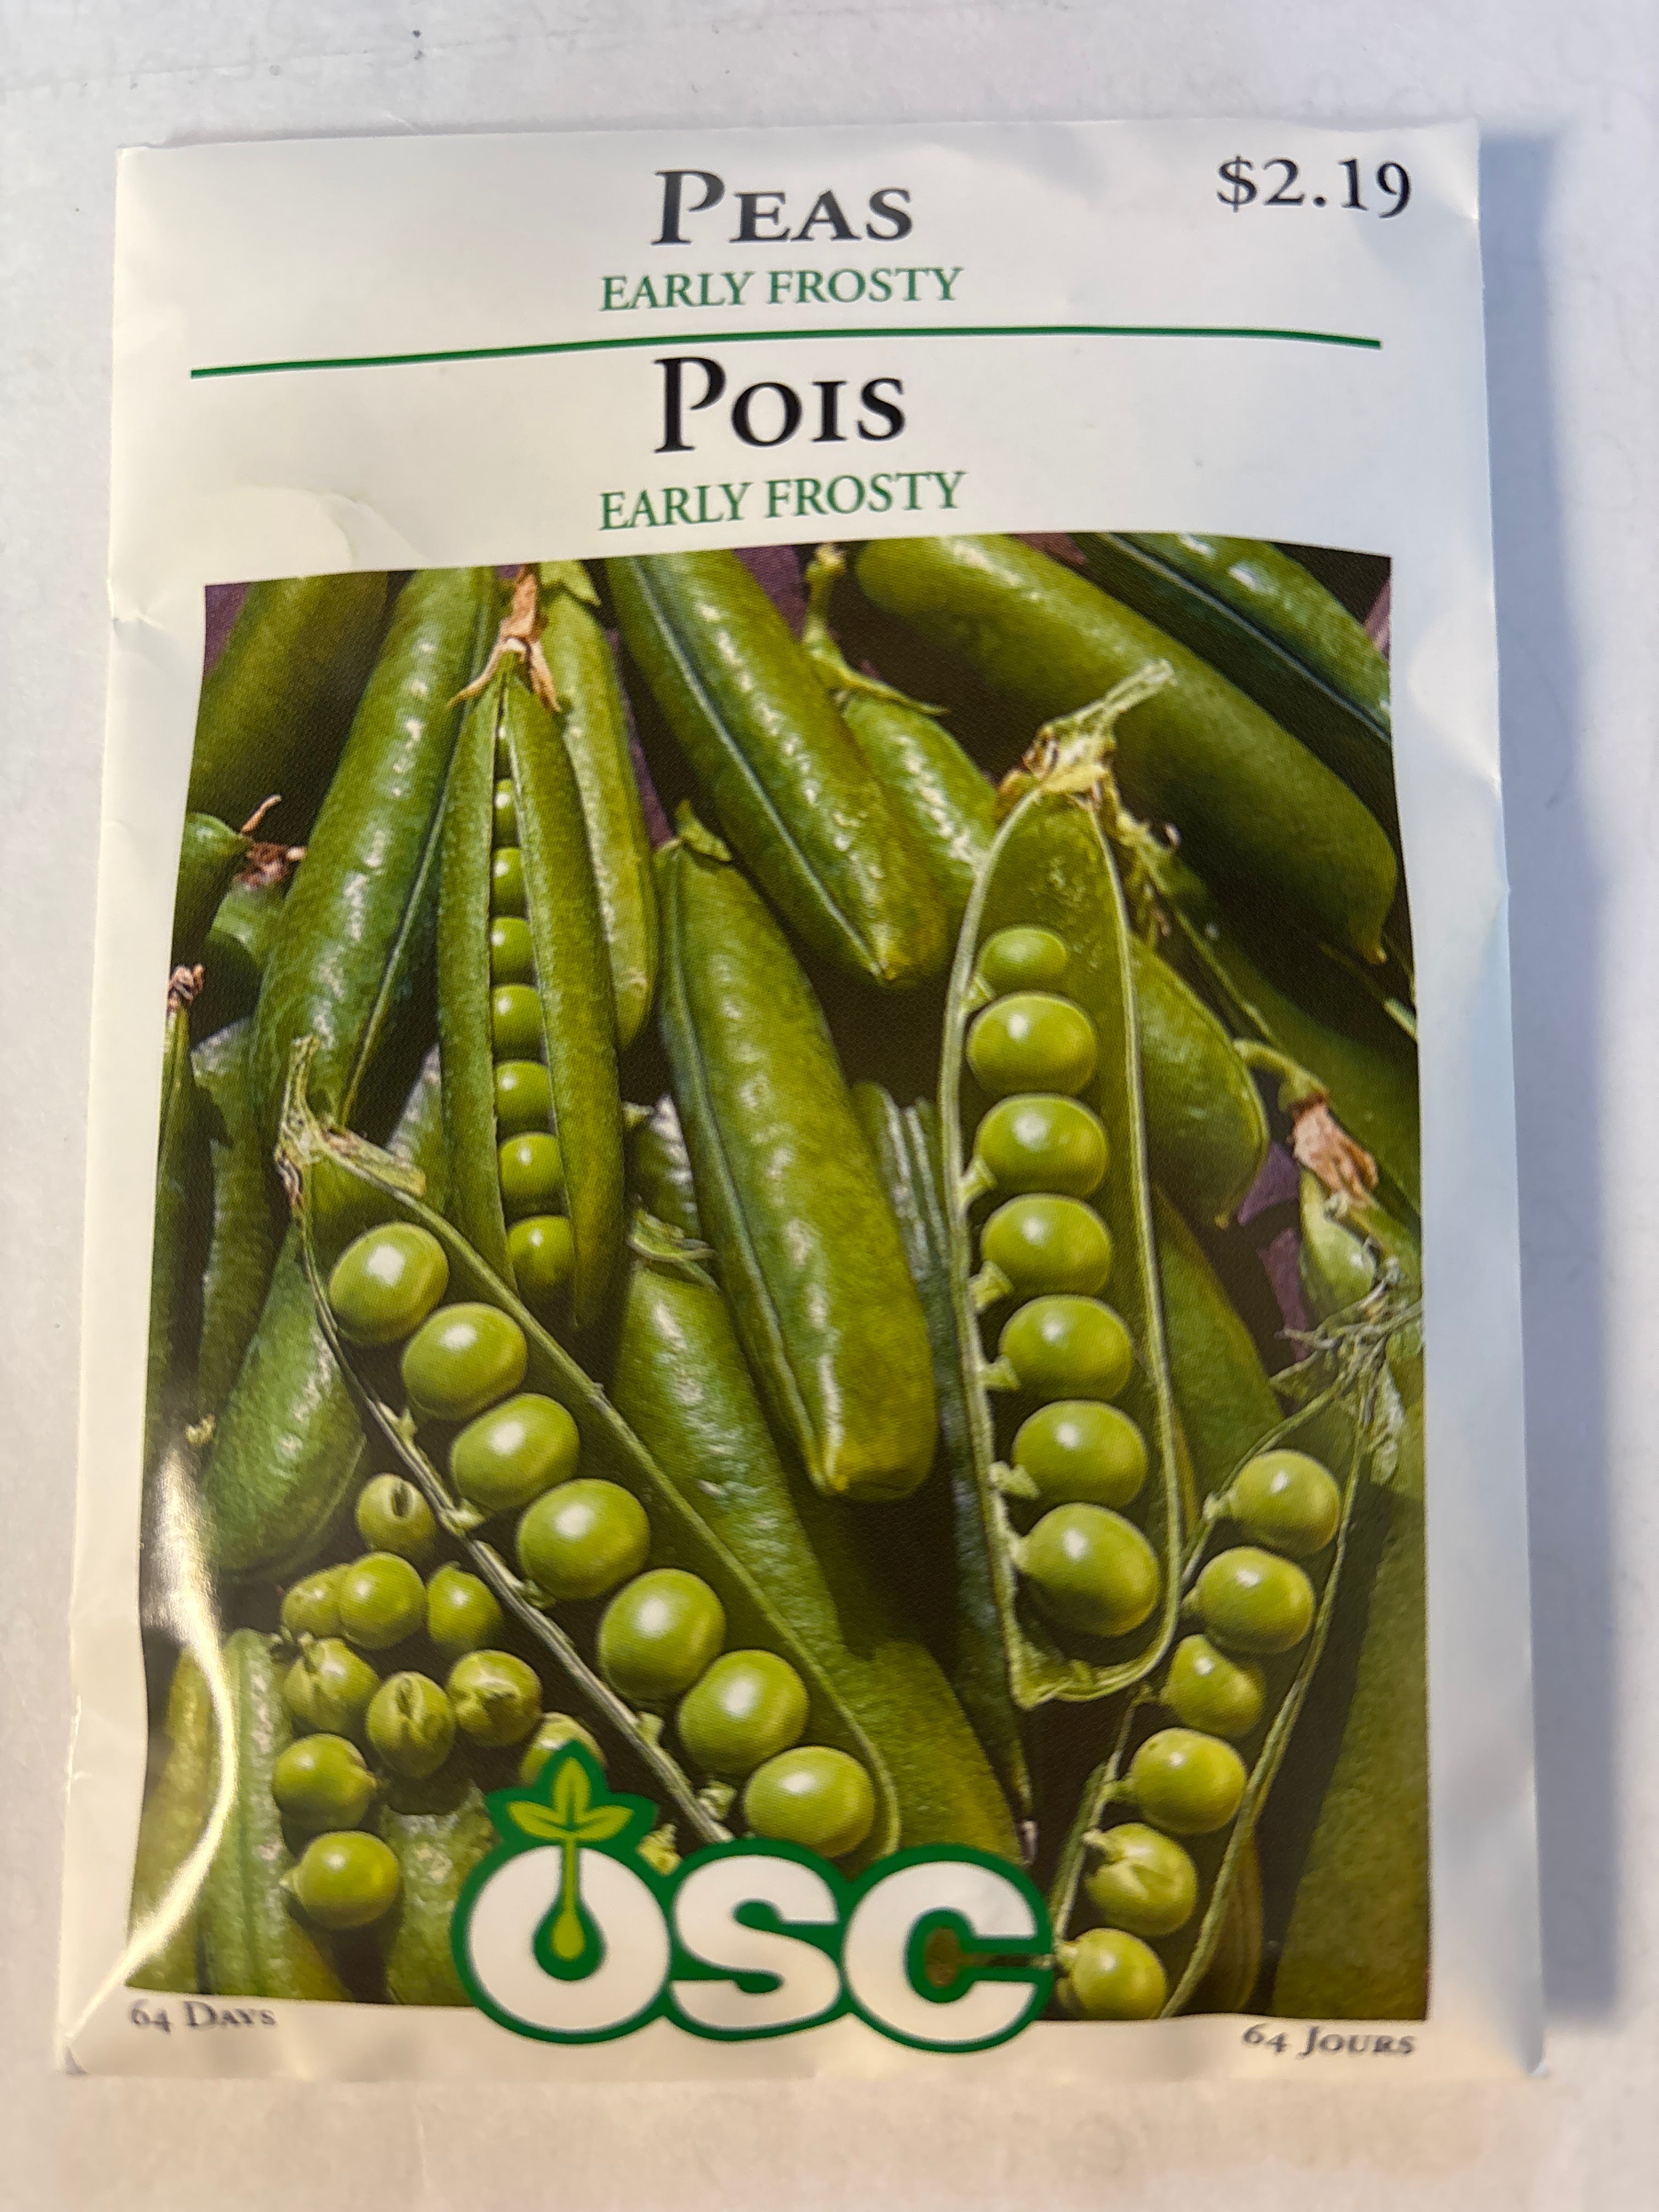 PEAS
$2.19
EARLY FROSTY
POIS
EARLY FROSTY
OSC
64 DAYS
64 JOURS